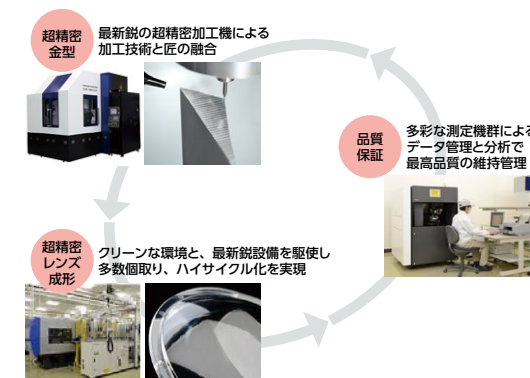 超精密
金型
最新鋭の超精密加工機による
加工技術と匠の融合
品質
保証
多彩な測定機群による
データ管理と分析で
最高品質の維持管理
超精密
レンズ
成形
クリーンな環境と、最新鋭設備を駆使し
多数個取り、ハイサイクル化を実現